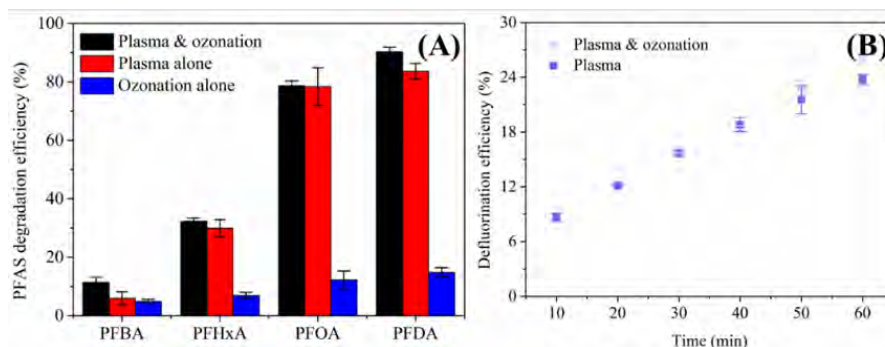 100
80
60
40
20
0
PFAS degradation efficiency (%)
Plasma & ozonation
Plasma alone
Ozonation alone
(A)
PFBA
PFHxA
PFOA
PFDA
30
24
18
12
6
0
Defluorination efficiency (%)
Plasma & ozonation
Plasma
(B)
10
20
30
40
50
60
Time (min)